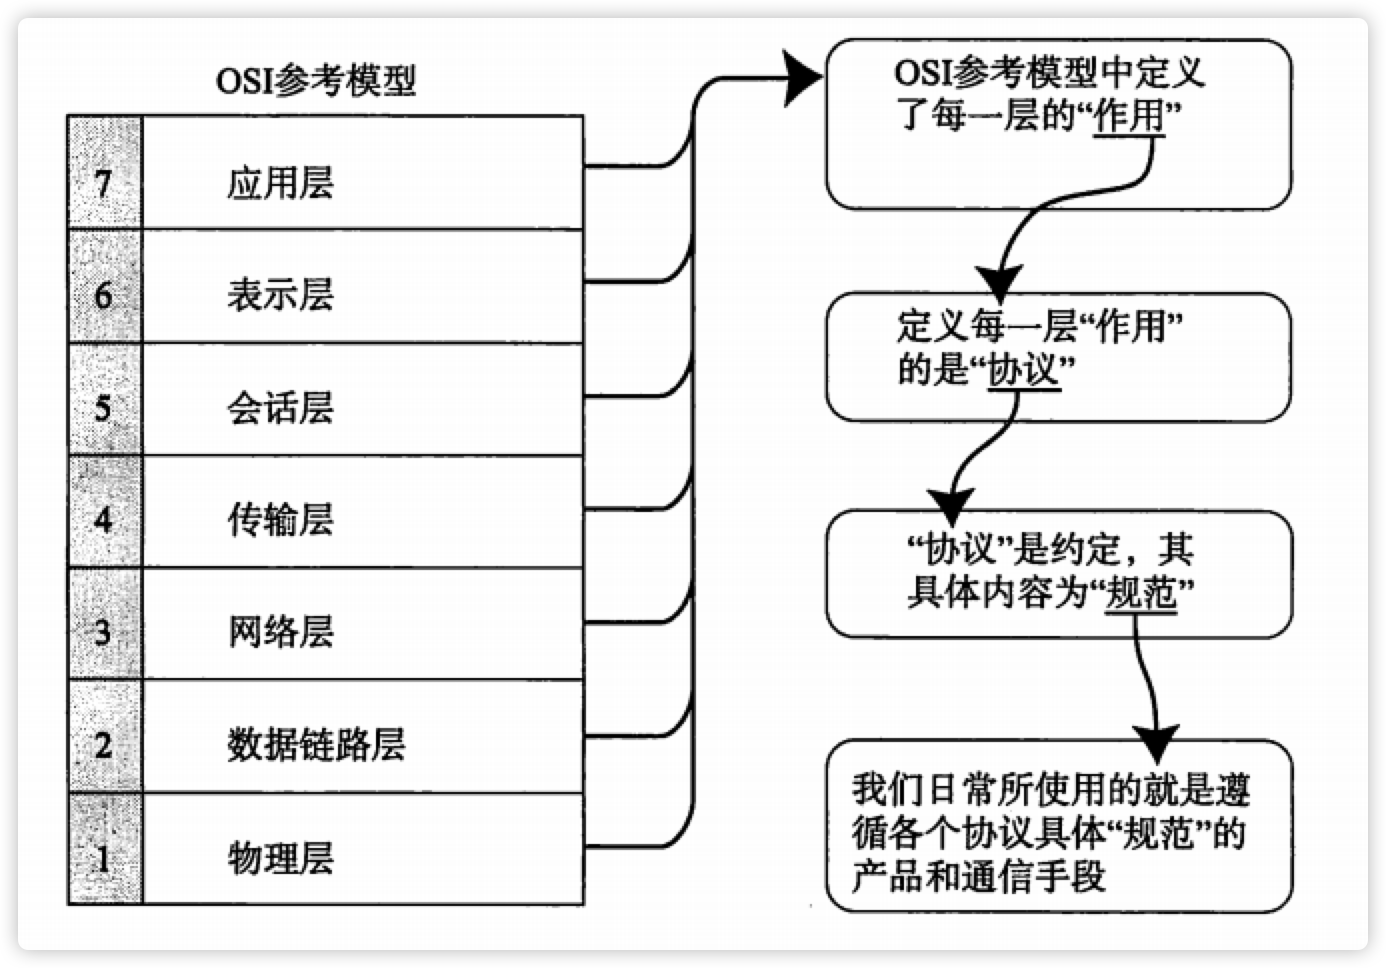 OSI参考模型
7 应用层
6 表示层
5 会话层
4 传输层
3 网络层
2 数据链路层
1 物理层
OSI参考模型中定义
了每一层的“作用”
定义每一层“作用”
的是“协议”
“协议”是约定，其
具体内容为“规范”
我们日常所使用的就是遵
循各个协议具体“规范”的
产品和通信手段